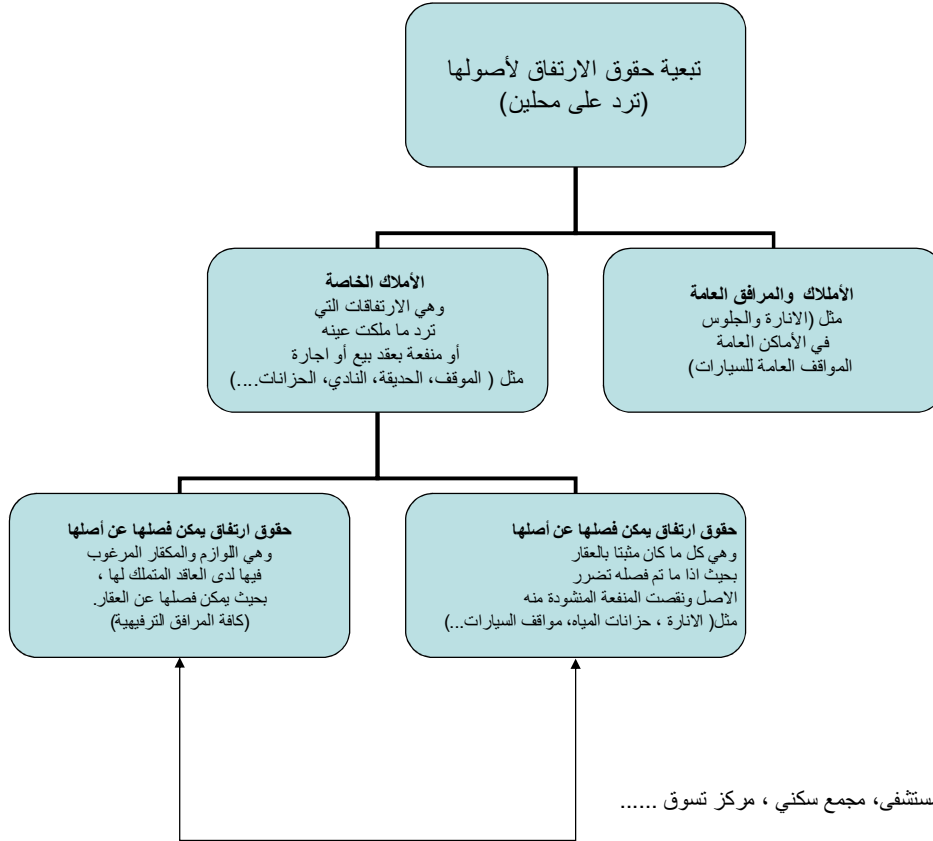 تبعية حقوق الارتفاق لأصولها
(ترد على محلين)
الأمللاك والمرافق العامة
مثل (الانارة والجلوس
في الأماكن العامة
المواقف العامة للسيارات)
الأملاك الخاصة
وهي الارتفاقات التي
ترد ما ملكت عينه
أو منفعة بعقد بيع أو اجارة
مثل ( الموقف، الحديقة، النادي، الحزانات....)
حقوق ارتفاق يمكن فصلها عن أصلها
وهي كل ما كان مثبتا بالعقار
بحيث اذا ما تم فصله تضرر
الاصل ونقصت المنفعة المنشودة منه
مثل( الانارة ، حزانات المياه، مواقف السيارات...)
حقوق ارتفاق يمكن فصلها عن أصلها
وهي اللوازم والمكقار المرغوب
فيها لدى العاقد المتملك لها ،
بحيث يمكن فصلها عن العقار.
(كافة المرافق الترفيهية)
ستشفى، مجمع سكني ، مركز تسوق ......